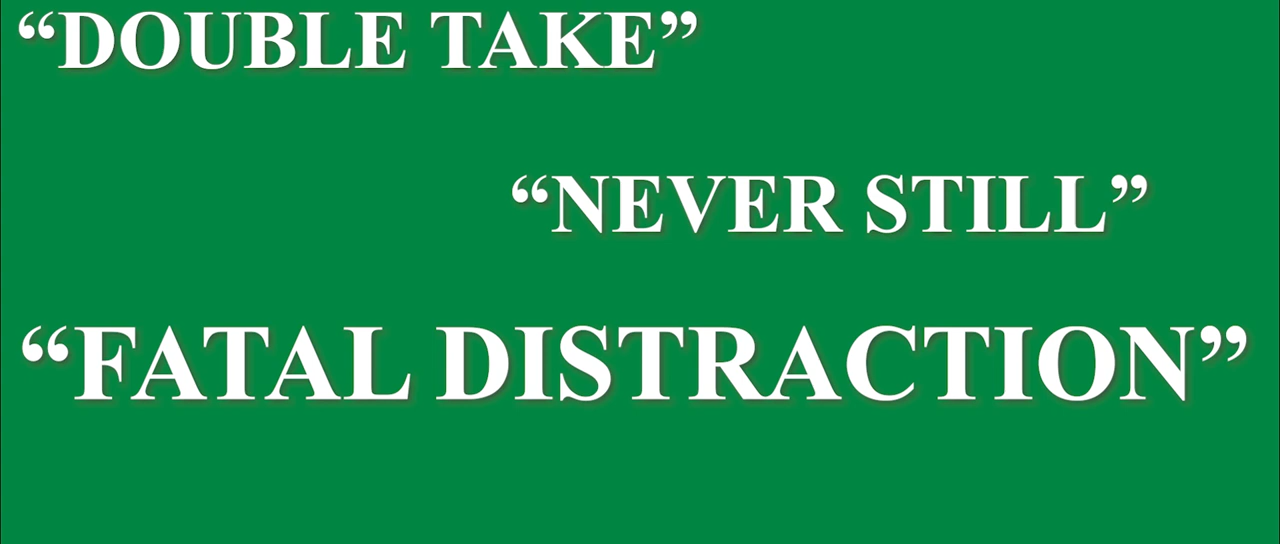 “DOUBLE TAKE”
“NEVER STILL”
“FATAL DISTRACTION”